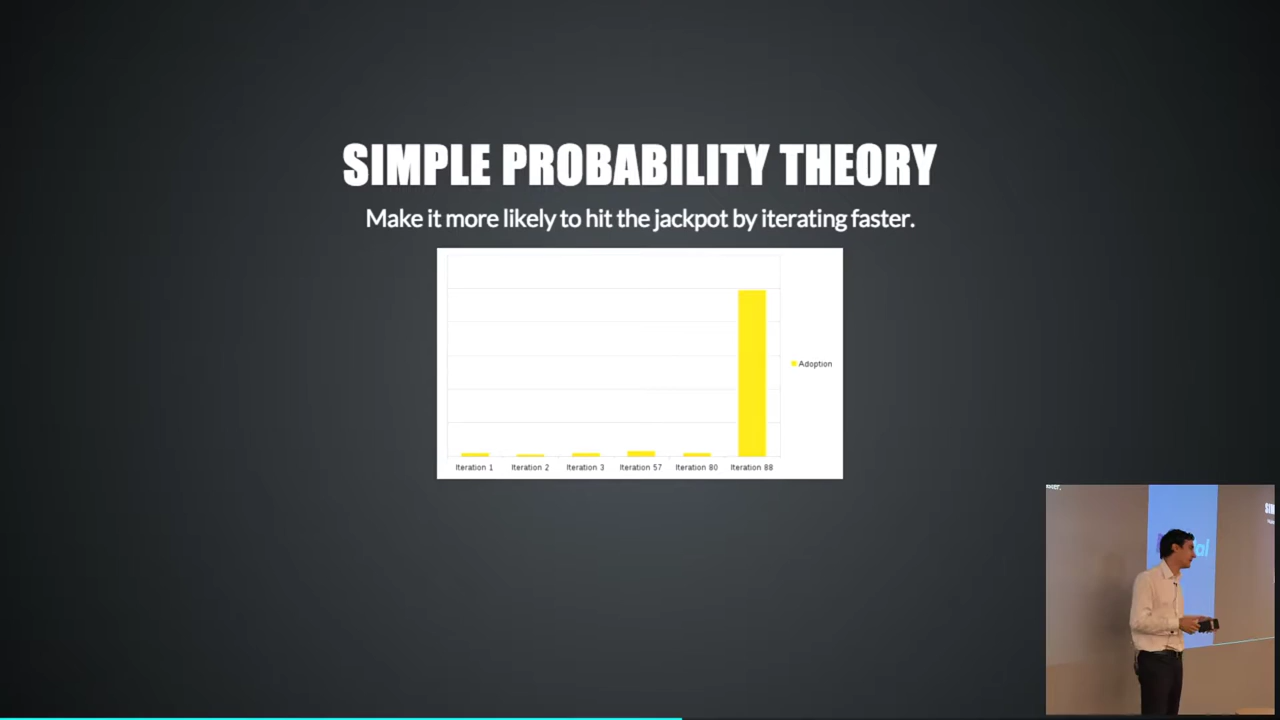 SIMPLE PROBABILITY THEORY
Make it more likely to hit the jackpot by iterating faster.
Adoption
Iteration 1 Iteration 2 Iteration 3 Iteration 57 Iteration 80 Iteration 88